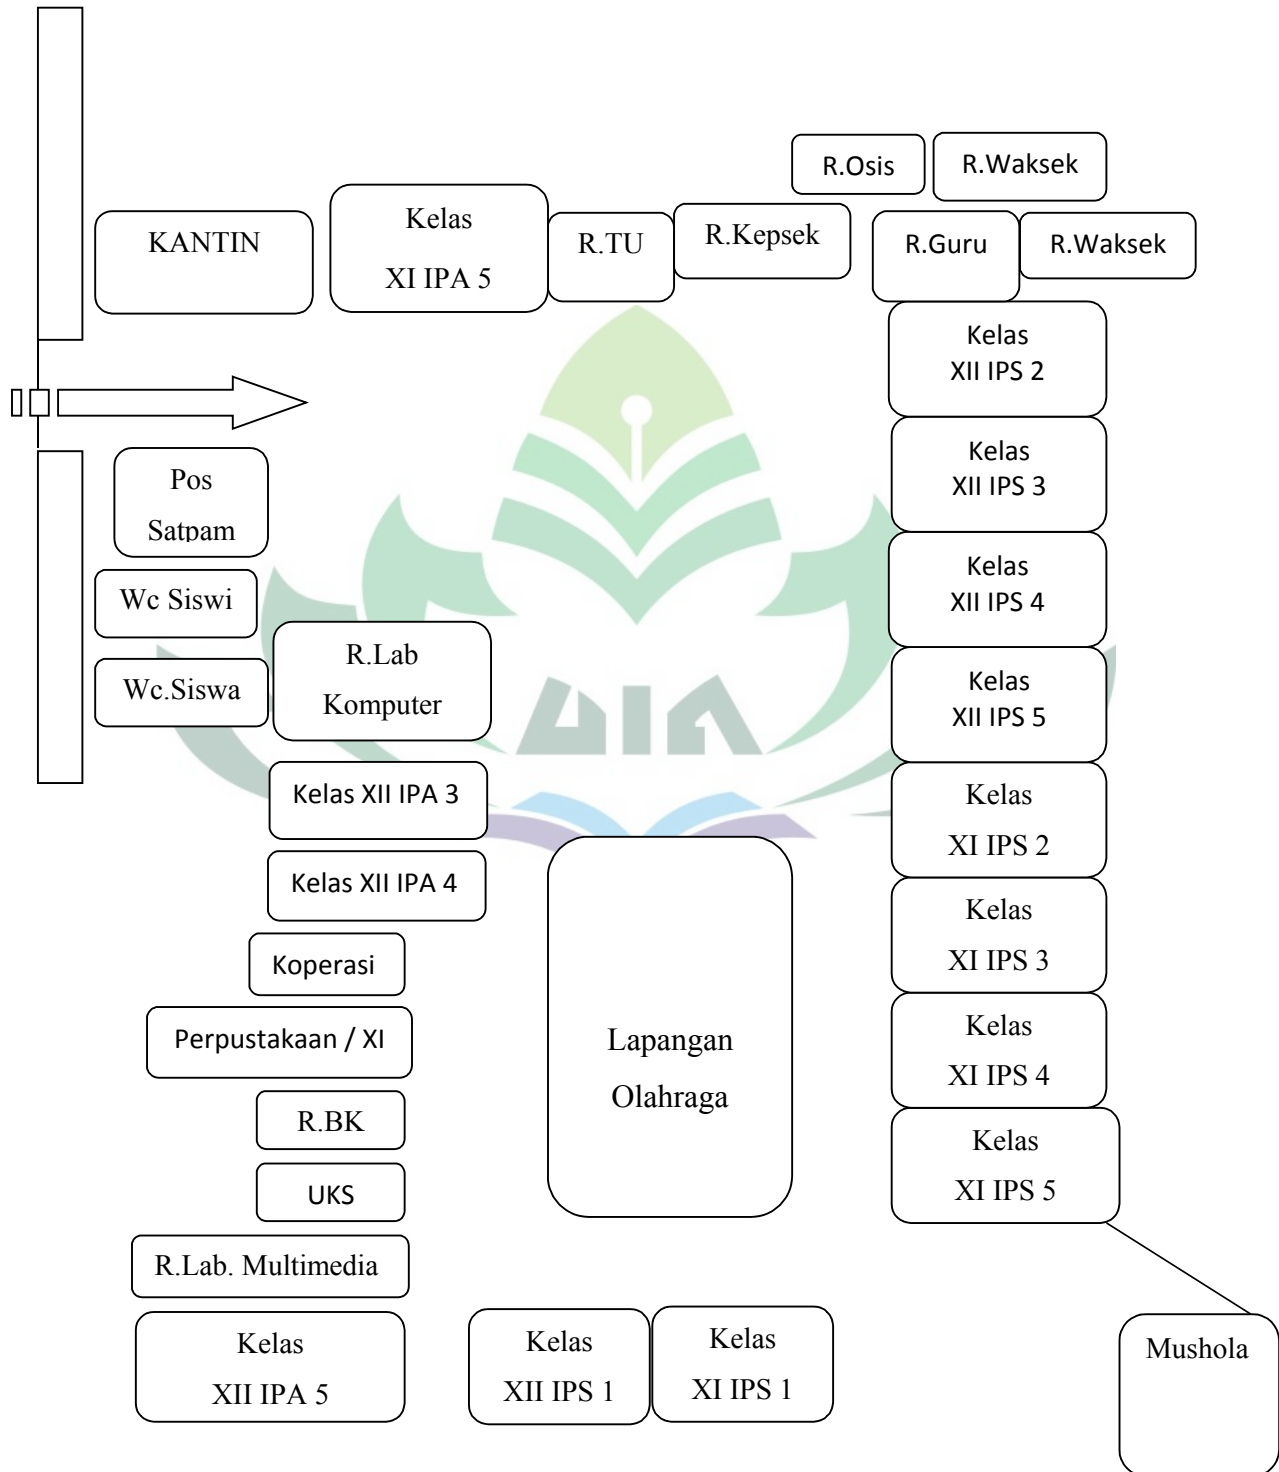 R.Osis
R.Waksek
KANTIN
Kelas
XI IPA 5
R.TU
R.Kepsek
R.Guru
R.Waksek
Kelas
XII IPS 2
Kelas
XII IPS 3
Pos
Satpam
Kelas
XII IPS 4
Wc Siswi
R.Lab
Komputer
Wc.Siswa
Kelas
XII IPS 5
UIA
Kelas XII IPA 3
Kelas
XI IPS 2
Kelas XII IPA 4
Kelas
XI IPS 3
Koperasi
Perpustakaan / XI
Lapangan
Olahraga
Kelas
XI IPS 4
R.BK
Kelas
XI IPS 5
UKS
R.Lab. Multimedia
Kelas
XII IPA 5
Kelas
XII IPS 1
Kelas
XI IPS 1
Mushola